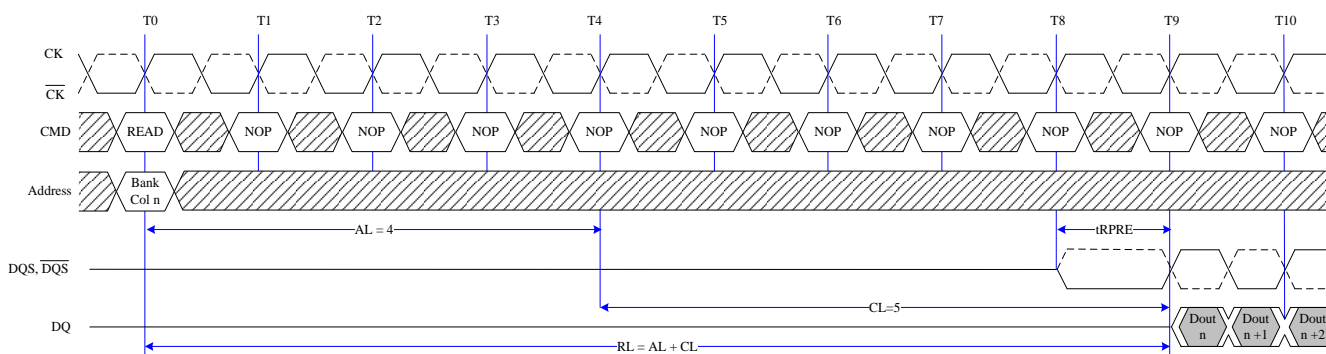 T0 T1 T2 T3 T4 T5 T6 T7 T8 T9 T10
CK
CK
CMD READ NOP NOP NOP NOP NOP NOP NOP NOP NOP NOP
Address Bank Col n
AL = 4 tRPRE
DQS, DQS
CL=5
DQ Dout n Dout n +1 Dout n +2
RL = AL + CL